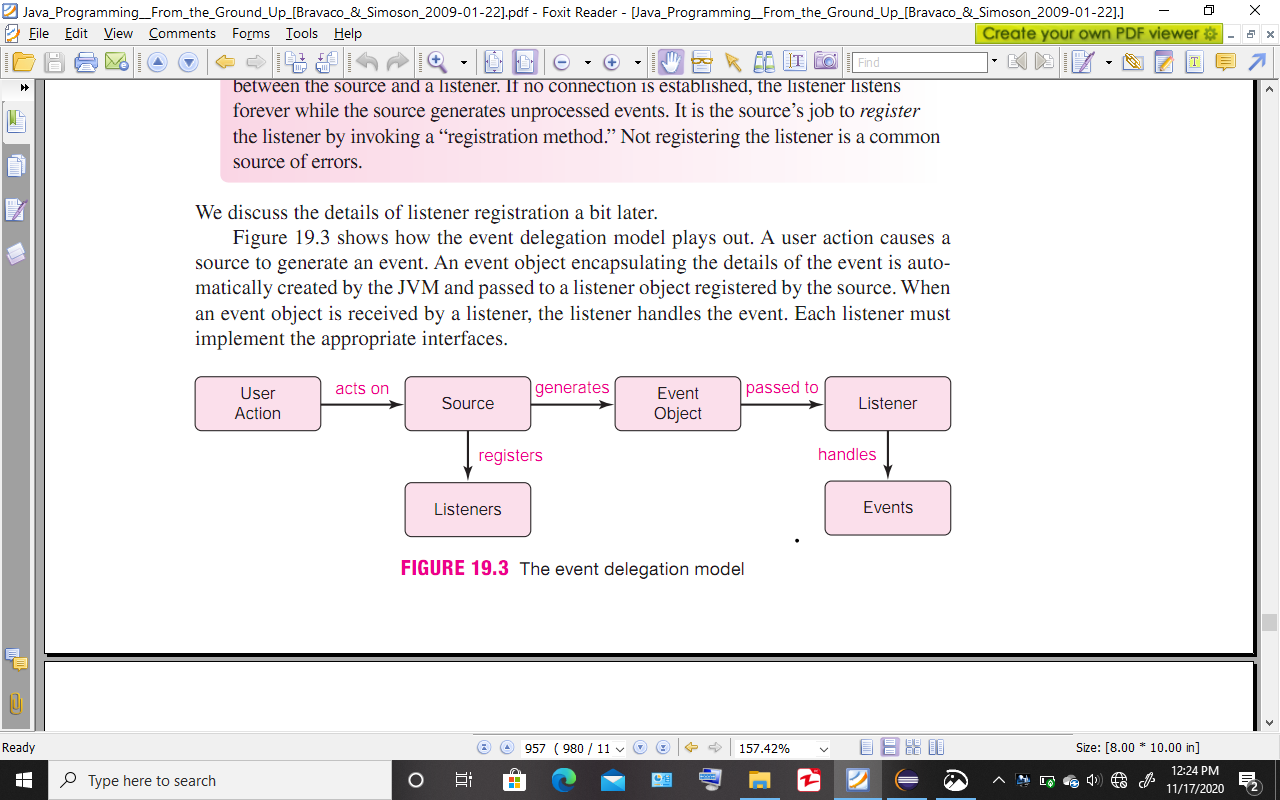 Java_Programming__From_the_Ground_Up_[Bravaco_&_Simoson_2009-01-22].pdf - Foxit Reader - [Java_Programming__From_the_Ground_Up_[Bravaco_&_Simoson_2009-01-22].]
File Edit View Comments Forms Tools Help
Create your own PDF viewer
Find
between the source and a listener. If no connection is established, the listener listens
forever while the source generates unprocessed events. It is the source's job to register
the listener by invoking a “registration method.” Not registering the listener is a common
source of errors.
We discuss the details of listener registration a bit later.
Figure 19.3 shows how the event delegation model plays out. A user action causes a
source to generate an event. An event object encapsulating the details of the event is auto-
matically created by the JVM and passed to a listener object registered by the source. When
an event object is received by a listener, the listener handles the event. Each listener must
implement the appropriate interfaces.
User
Action
acts on
Source
generates
Event
Object
passed to
Listener
registers
handles
Listeners
Events
FIGURE 19.3 The event delegation model
Ready
957 ( 980 / 11
157.42%
Size: [8.00 * 10.00 in]
Type here to search
12:24 PM
11/17/2020
2